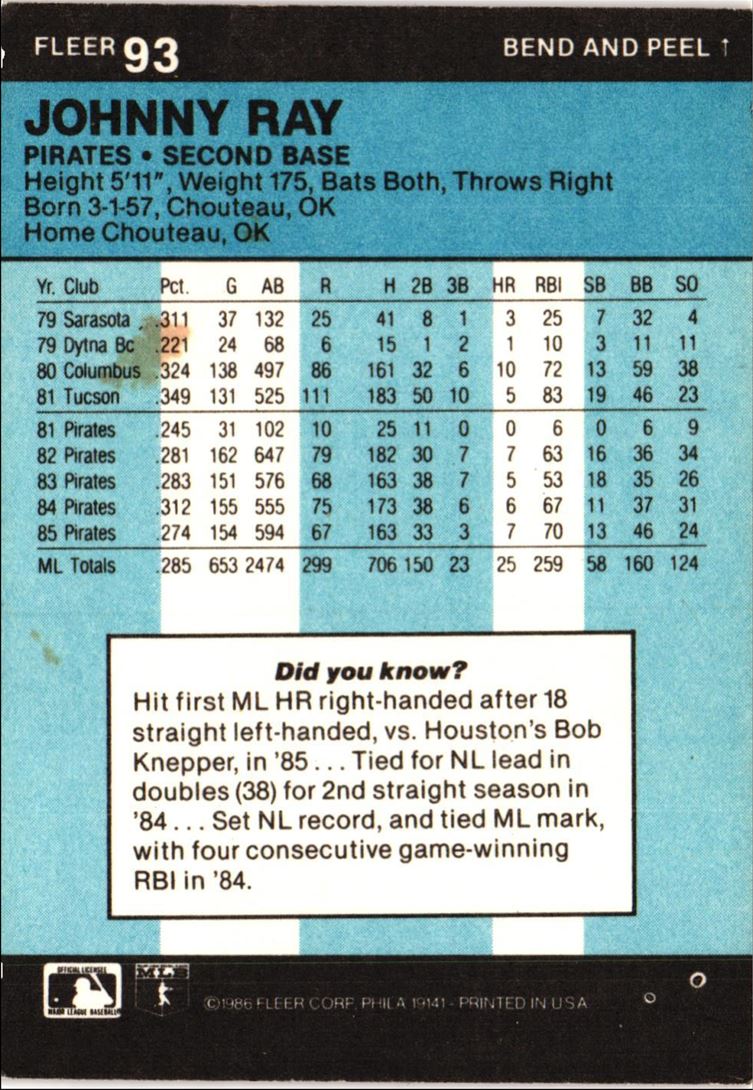 FLEER 93 BEND AND PEEL ↑
JOHNNY RAY
PIRATES • SECOND BASE
Height 5'11", Weight 175, Bats Both, Throws Right
Born 3-1-57, Chouteau, OK
Home Chouteau, OK
Yr. Club Pct. G AB R H 2B 3B HR RBI SB BB SO
79 Sarasota .311 37 132 25 41 8 1 3 25 7 32 4
79 Dytna Bc .221 24 68 6 15 1 2 1 10 3 11 11
80 Columbus .324 138 497 86 161 32 6 10 72 13 59 38
81 Tucson .349 131 525 111 183 50 10 5 83 19 46 23
81 Pirates .245 31 102 10 25 11 0 0 6 0 6 9
82 Pirates .281 162 647 79 182 30 7 7 63 16 36 34
83 Pirates .283 151 576 68 163 38 7 5 53 18 35 26
84 Pirates .312 155 555 75 173 38 6 6 67 11 37 31
85 Pirates .274 154 594 67 163 33 3 7 70 13 46 24
ML Totals .285 653 2474 299 706 150 23 25 259 58 160 124
Did you know?
Hit first ML HR right-handed after 18
straight left-handed, vs. Houston's Bob
Knepper, in '85 . . . Tied for NL lead in
doubles (38) for 2nd straight season in
'84 . . . Set NL record, and tied ML mark,
with four consecutive game-winning
RBI in '84.
OFFICIAL LICENSEE
MAJOR LEAGUE BASEBALL
©1986 FLEER CORP. PHILA 19141 - PRINTED IN U.S.A.